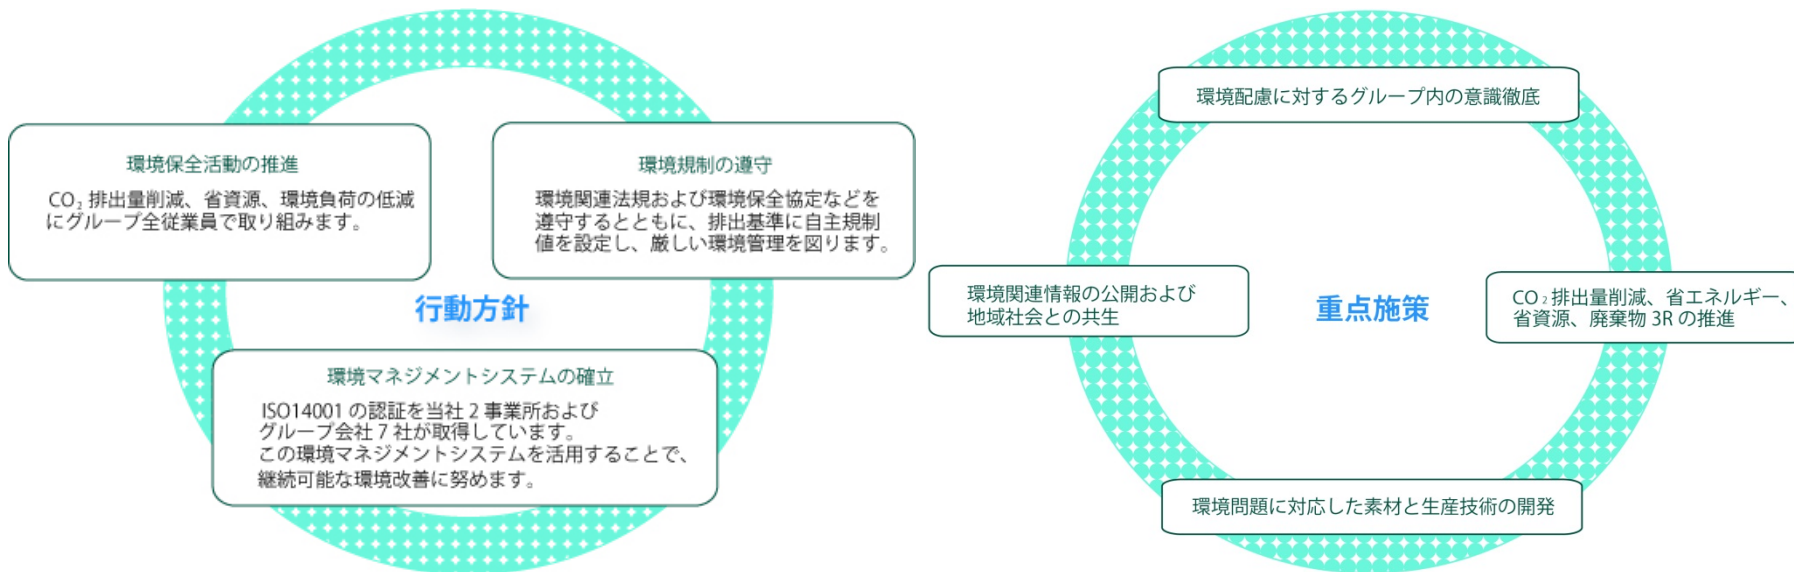 環境保全活動の推進
CO₂ 排出量削減、省資源、環境負荷の低減
にグループ全従業員で取り組みます。
環境規制の遵守
環境関連法規および環境保全協定などを
遵守するとともに、排出基準に自主規制
値を設定し、厳しい環境管理を図ります。
行動方針
環境マネジメントシステムの確立
ISO14001 の認証を当社 2 事業所および
グループ会社 7 社が取得しています。
この環境マネジメントシステムを活用することで、
継続可能な環境改善に努めます。
環境配慮に対するグループ内の意識徹底
環境関連情報の公開および
地域社会との共生
重点施策
CO₂ 排出量削減、省エネルギー、
省資源、廃棄物 3R の推進
環境問題に対応した素材と生産技術の開発